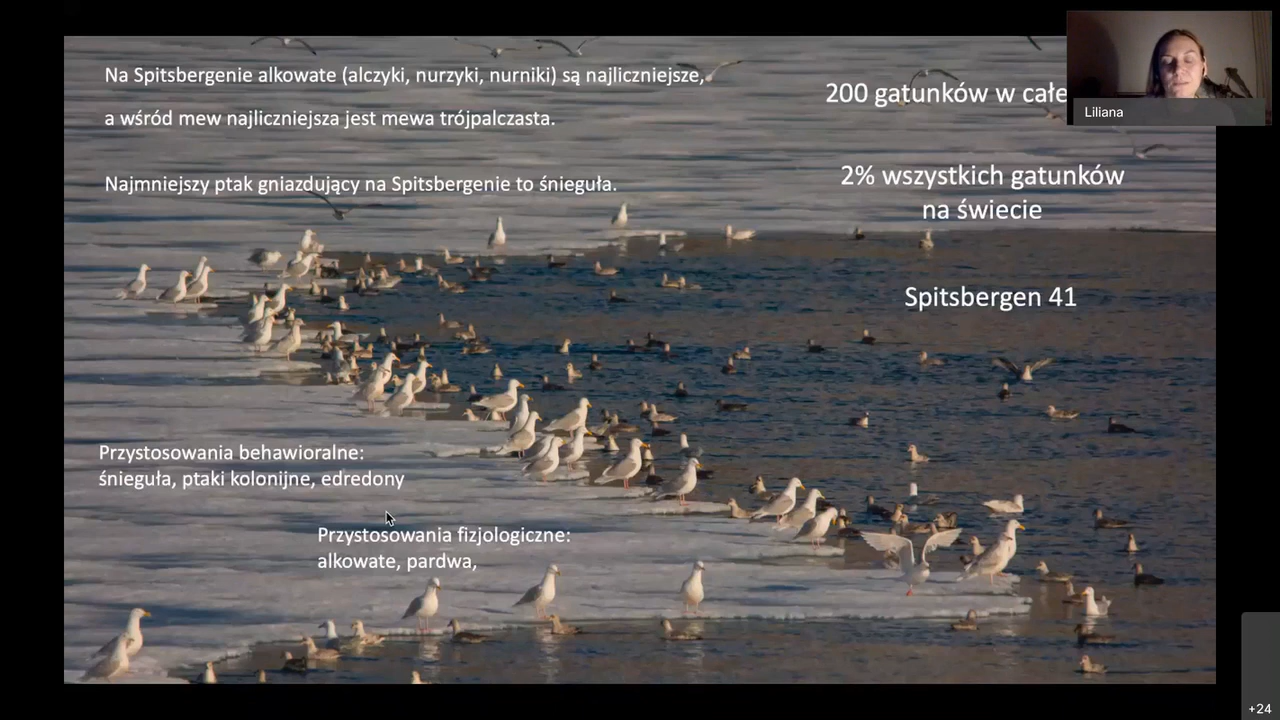 Na Spitsbergenie alkowate (alczyki, nurzyki, nurniki) są najliczniejsze,
a wśród mew najliczniejsza jest mewa trójpalczasta.
Najmniejszy ptak gniazdujący na Spitsbergenie to śnieguła.
200 gatunków w całe
2% wszystkich gatunków
na świecie
Spitsbergen 41
Przystosowania behawioralne:
śnieguła, ptaki kolonijne, edredony
Przystosowania fizjologiczne:
alkowate, pardwa,
Liliana
+24